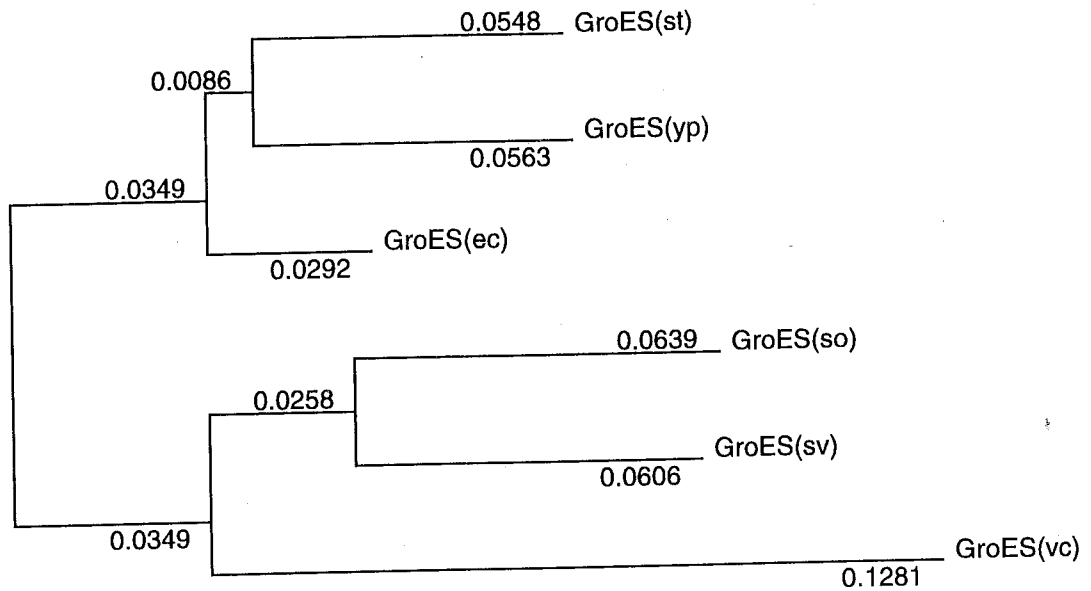 0.0548 GroES(st)
0.0086
GroES(yp)
0.0563
0.0349
GroES(ec)
0.0292
0.0639 GroES(so)
0.0258
GroES(sv)
0.0606
0.0349
GroES(vc)
0.1281